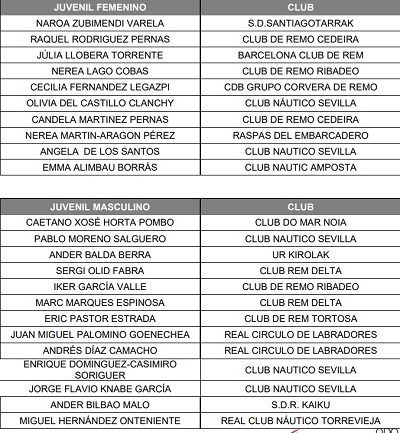 JUVENIL FEMENINO CLUB
NAROA ZUBIMENDI VARELA S.D.SANTIAGOTARRAK
RAQUEL RODRIGUEZ PERNAS CLUB DE REMO CEDEIRA
JÚLIA LLOBERA TORRENTE BARCELONA CLUB DE REM
NEREA LAGO COBAS CLUB DE REMO RIBADEO
CECILIA FERNANDEZ LEGAZPI CDB GRUPO CORVERA DE REMO
OLIVIA DEL CASTILLO CLANCHY CLUB NÁUTICO SEVILLA
CANDELA MARTINEZ PERNAS CLUB DE REMO CEDEIRA
NEREA MARTIN-ARAGON PÉREZ RASPAS DEL EMBARCADERO
ANGELA DE LOS SANTOS CLUB NAUTICO SEVILLA
EMMA ALIMBAU BORRÀS CLUB NAUTIC AMPOSTA
JUVENIL MASCULINO CLUB
CAETANO XOSÉ HORTA POMBO CLUB DO MAR NOIA
PABLO MORENO SALGUERO CLUB NAUTICO SEVILLA
ANDER BALDA BERRA UR KIROLAK
SERGI OLID FABRA CLUB REM DELTA
IKER GARCÍA VALLE CLUB DE REMO RIBADEO
MARC MARQUES ESPINOSA CLUB REM DELTA
ERIC PASTOR ESTRADA CLUB DE REM TORTOSA
JUAN MIGUEL PALOMINO GOENECHEA REAL CIRCULO DE LABRADORES
ANDRÉS DÍAZ CAMACHO REAL CIRCULO DE LABRADORES
ENRIQUE DOMINGUEZ-CASIMIRO
SORIGUER CLUB NAUTICO SEVILLA
JORGE FLAVIO KNABE GARCÍA CLUB NAUTICO SEVILLA
ANDER BILBAO MALO S.D.R. KAIKU
MIGUEL HERNÁNDEZ ONTENIENTE REAL CLUB NÁUTICO TORREVIEJA